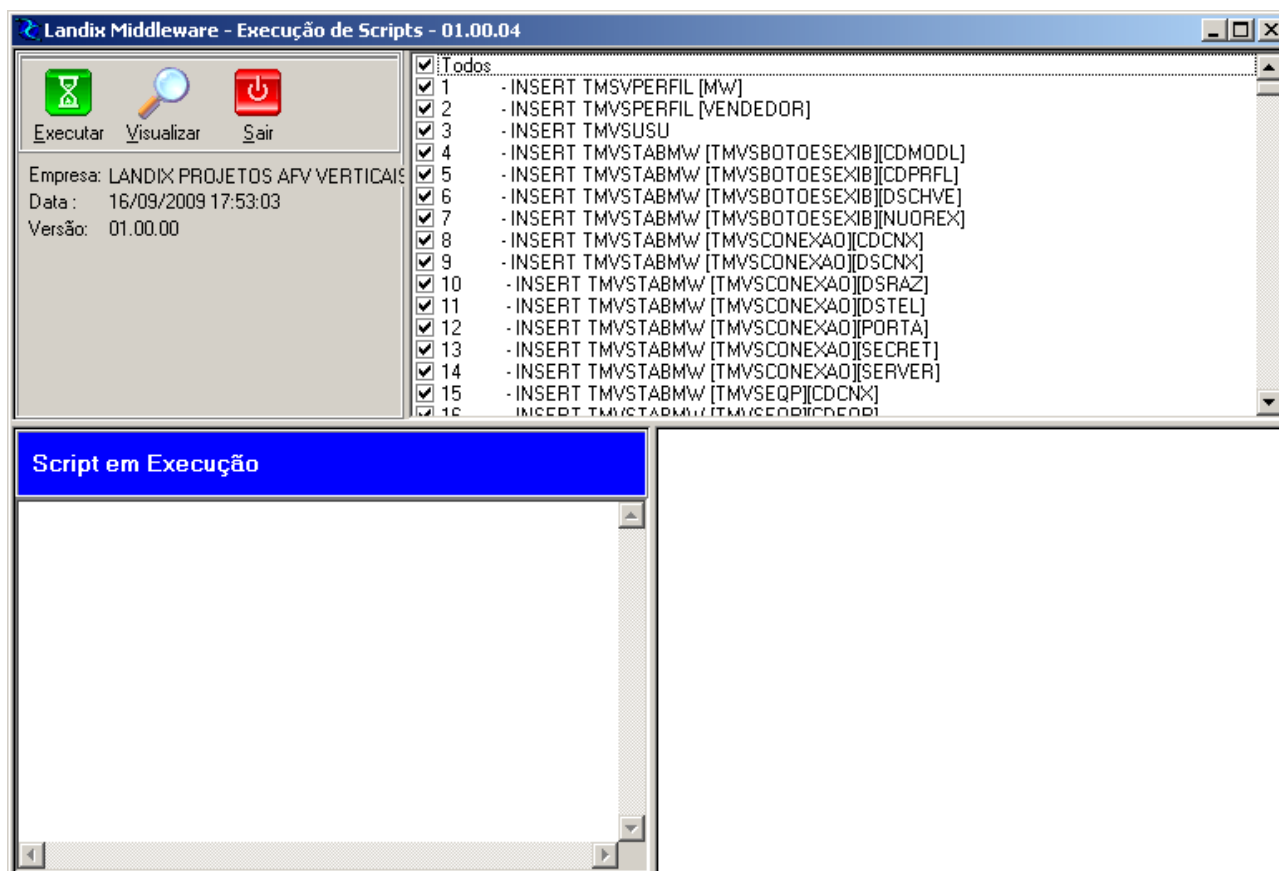 Landix Middleware - Execução de Scripts - 01.00.04
Executar Visualizar Sair
Empresa: LANDIX PROJETOS AFV VERTICAIS
Data : 16/09/2009 17:53:03
Versão: 01.00.00
Todos
1 - INSERT TMSVPERFIL [MW]
2 - INSERT TMVSPERFIL [VENDEDOR]
3 - INSERT TMVSUSU
4 - INSERT TMVSTABMW [TMVSBOTOESEXIB][CDMODL]
5 - INSERT TMVSTABMW [TMVSBOTOESEXIB][CDPRFL]
6 - INSERT TMVSTABMW [TMVSBOTOESEXIB][DSCHVE]
7 - INSERT TMVSTABMW [TMVSBOTOESEXIB][NUOREX]
8 - INSERT TMVSTABMW [TMVSCONEXAO][CDCNX]
9 - INSERT TMVSTABMW [TMVSCONEXAO][DSCNX]
10 - INSERT TMVSTABMW [TMVSCONEXAO][DSRAZ]
11 - INSERT TMVSTABMW [TMVSCONEXAO][DSTEL]
12 - INSERT TMVSTABMW [TMVSCONEXAO][PORTA]
13 - INSERT TMVSTABMW [TMVSCONEXAO][SECRET]
14 - INSERT TMVSTABMW [TMVSCONEXAO][SERVER]
15 - INSERT TMVSTABMW [TMVSEQP][CDCNX]
16 - INSERT TMVSTABMW [TMVSEQP][CDEQP]
Script em Execução